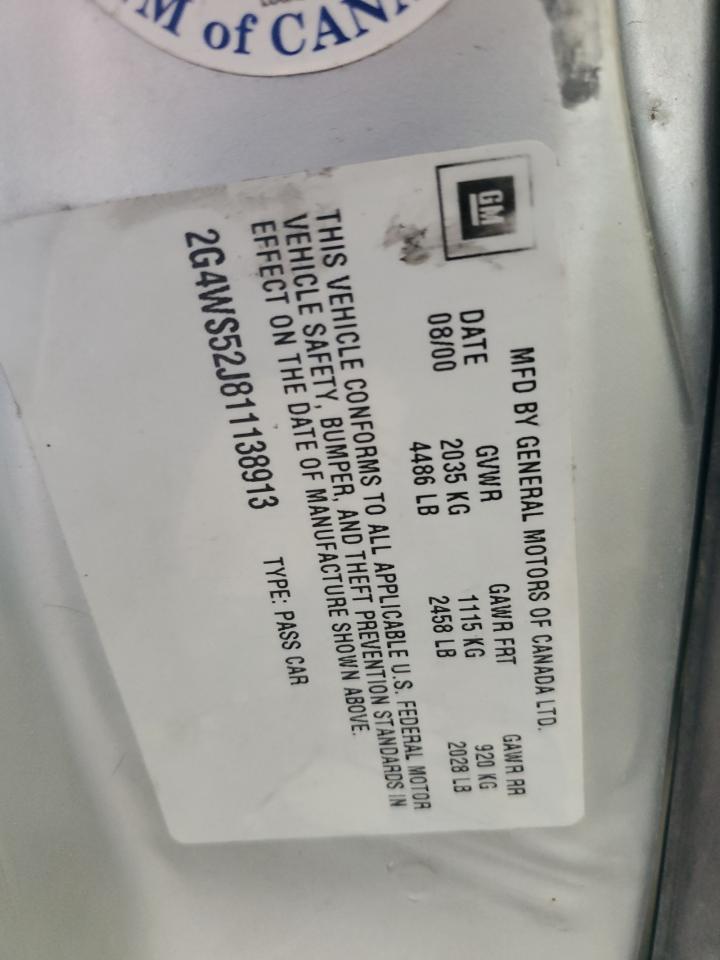 M of CAN
GM
MFD BY GENERAL MOTORS OF CANADA LTD.
DATE GVWR GAWR FRT GAWR RR
08/00 2035 KG 1115 KG 920 KG
4486 LB 2458 LB 2028 LB
THIS VEHICLE CONFORMS TO ALL APPLICABLE U.S. FEDERAL MOTOR
VEHICLE SAFETY, BUMPER, AND THEFT PREVENTION STANDARDS IN
EFFECT ON THE DATE OF MANUFACTURE SHOWN ABOVE.
2G4WS52J811138913 TYPE: PASS CAR